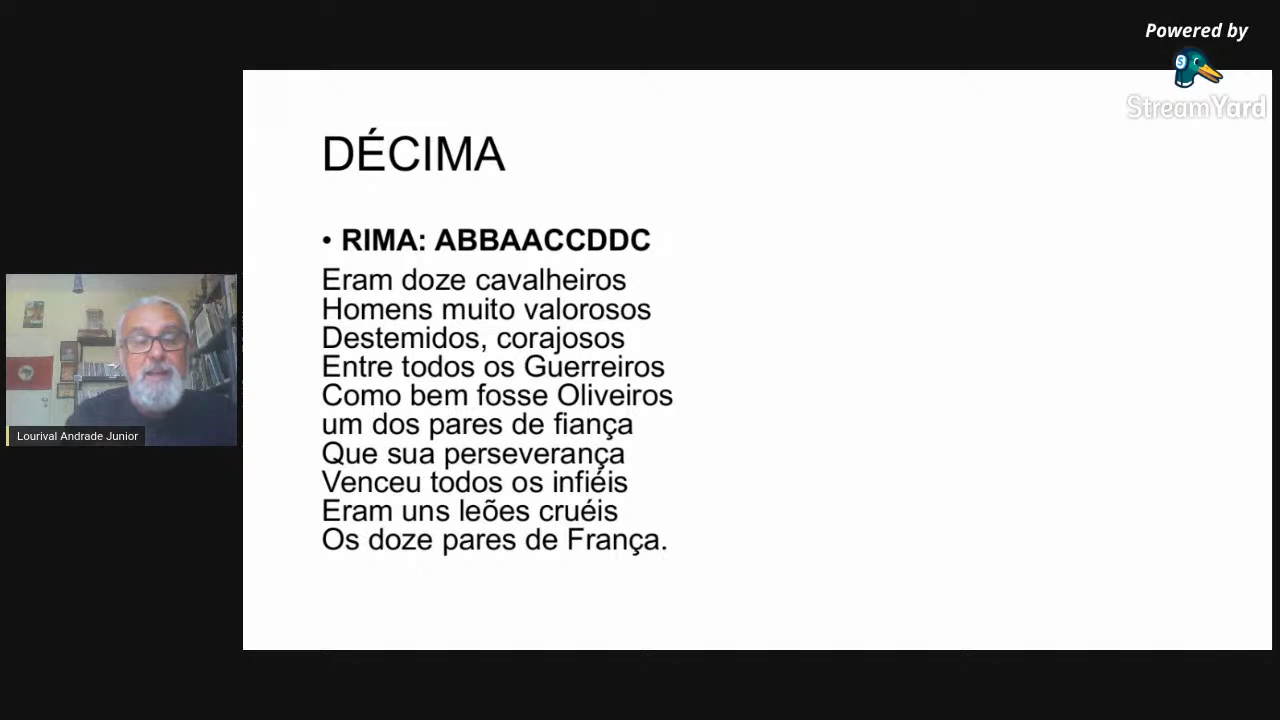 Powered by
StreamYard
DÉCIMA
• RIMA: ABBAACCDDC
Eram doze cavalheiros
Homens muito valorosos
Destemidos, corajosos
Entre todos os Guerreiros
Como bem fosse Oliveiros
um dos pares de fiança
Que sua perseverança
Venceu todos os infiéis
Eram uns leões cruéis
Os doze pares de França.
Lourival Andrade Junior